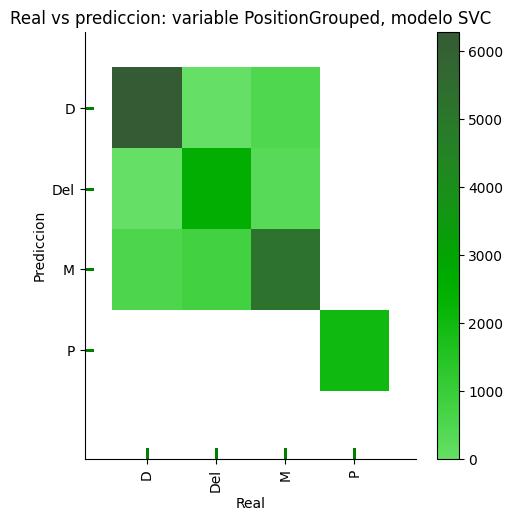 Real vs prediccion: variable PositionGrouped, modelo SVC
D
Del
M
P
Prediccion
D
Del
M
P
Real
6000
5000
4000
3000
2000
1000
0